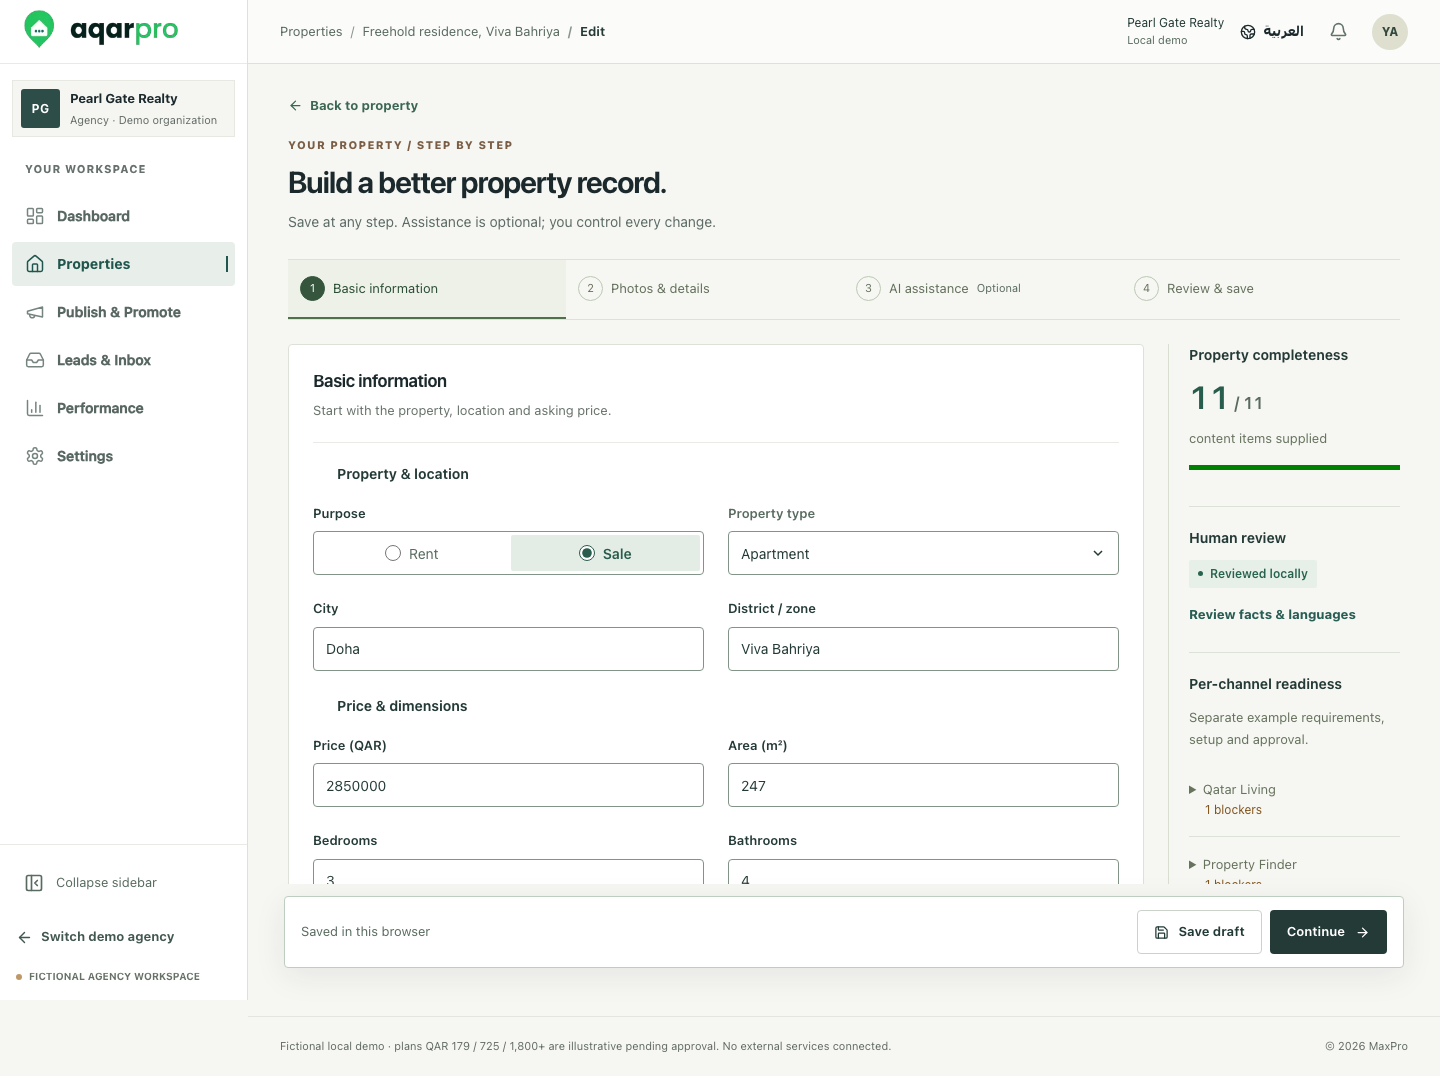 aqarpro
Properties / Freehold residence, Viva Bahriya / Edit
Pearl Gate Realty
Local demo
العربية
YA
PG
Pearl Gate Realty
Agency · Demo organization
YOUR WORKSPACE
Dashboard
Properties
Publish & Promote
Leads & Inbox
Performance
Settings
Collapse sidebar
Switch demo agency
FICTIONAL AGENCY WORKSPACE
Back to property
YOUR PROPERTY / STEP BY STEP
Build a better property record.
Save at any step. Assistance is optional; you control every change.
1 Basic information
2 Photos & details
3 AI assistance Optional
4 Review & save
Basic information
Start with the property, location and asking price.
Property & location
Purpose
Rent
Sale
Property type
Apartment
City
Doha
District / zone
Viva Bahriya
Price & dimensions
Price (QAR)
2850000
Area (m²)
247
Bedrooms
3
Bathrooms
4
Property completeness
11 / 11
content items supplied
Human review
Reviewed locally
Review facts & languages
Per-channel readiness
Separate example requirements,
setup and approval.
Qatar Living
1 blockers
Property Finder
1 blockers
Saved in this browser
Save draft
Continue
Fictional local demo · plans QAR 179 / 725 / 1,800+ are illustrative pending approval. No external services connected.
© 2026 MaxPro